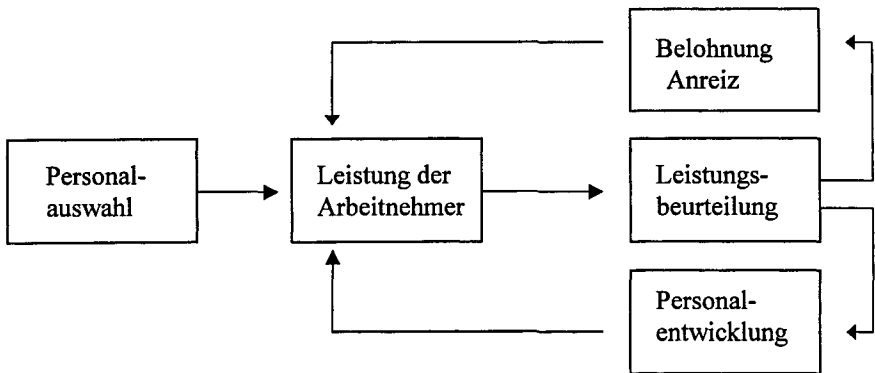 Belohnung
Anreiz
Personal-
auswahl
Leistung der
Arbeitnehmer
Leistungs-
beurteilung
Personal-
entwicklung